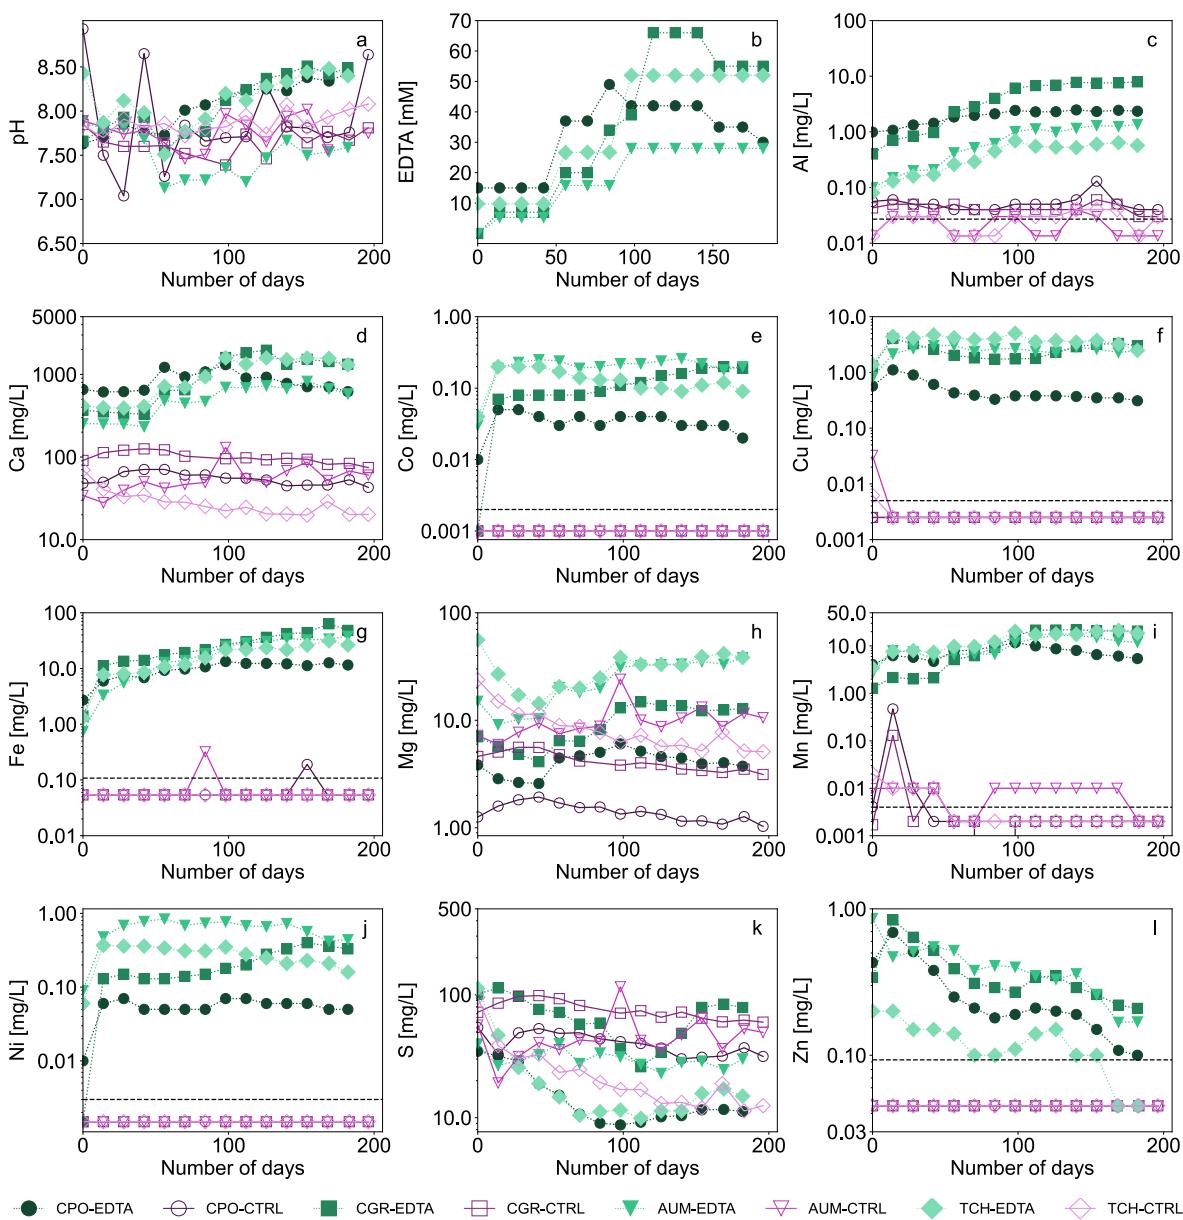 a
8.50
8.00
7.50
7.00
6.50
pH
0
100
200
Number of days
b
70
60
50
40
30
20
10
0
EDTA [mM]
0
50
100
150
Number of days
c
100
10.0
1.00
0.10
0.01
Al [mg/L]
0
100
200
Number of days
d
5000
1000
100
10.0
Ca [mg/L]
0
100
200
Number of days
e
1.00
0.10
0.01
0.001
Co [mg/L]
0
100
200
Number of days
f
10.0
1.00
0.10
0.01
0.001
Cu [mg/L]
0
100
200
Number of days
g
100
10.0
1.00
0.10
0.01
Fe [mg/L]
0
100
200
Number of days
h
100
10.0
1.00
Mg [mg/L]
0
100
200
Number of days
i
50.0
10.0
1.00
0.10
0.01
0.001
Mn [mg/L]
0
100
200
Number of days
j
1.00
0.10
0.01
Ni [mg/L]
0
100
200
Number of days
k
500
100
10.0
S [mg/L]
0
100
200
Number of days
l
1.00
0.10
0.03
Zn [mg/L]
0
100
200
Number of days
CPO-EDTA CPO-CTRL CGR-EDTA CGR-CTRL AUM-EDTA AUM-CTRL TCH-EDTA TCH-CTRL